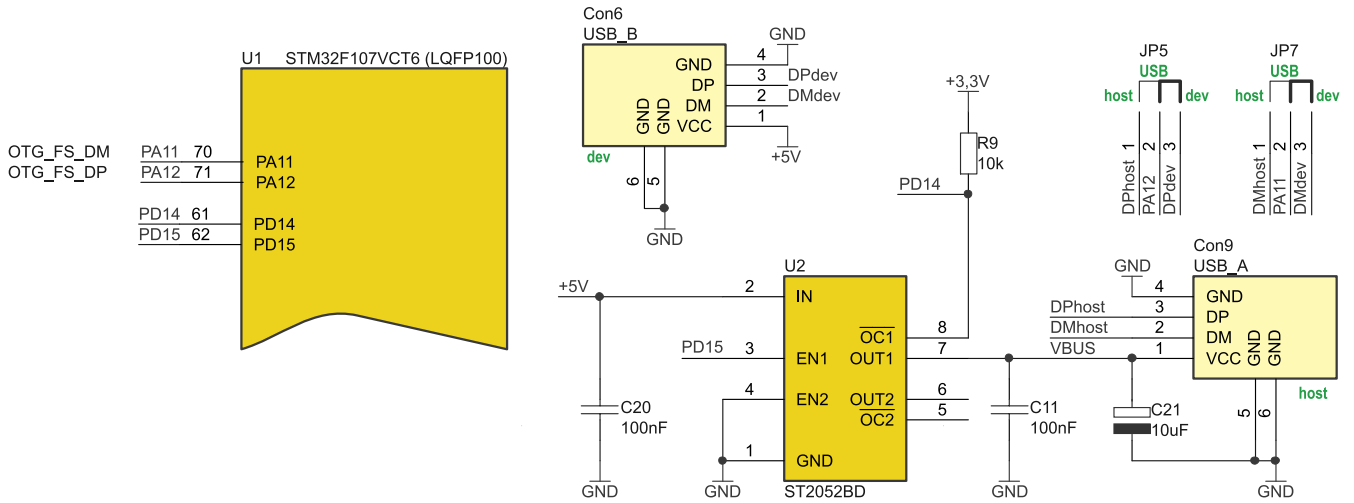 Con6
USB_B
U1 STM32F107VCT6 (LQFP100)
OTG_FS_DM PA11 70 PA11
OTG_FS_DP PA12 71 PA12
PD14 61 PD14
PD15 62 PD15
GND
GND 4
DP 3 DPdev
DM 2 DMdev
VCC 1
+5V
GND GND
dev
6 5
GND
+3,3V
R9
10k
PD14
JP5
USB
host dev
DPhost 1
PA12 2
DPdev 3
JP7
USB
host dev
DMhost 1
PA11 2
DMdev 3
U2
+5V 2 IN
PD15 3 EN1
4 EN2
1 GND
OC1 8
OUT1 7
OUT2 6
OC2 5
ST2052BD
C20
100nF
GND
GND
C11
100nF
GND
C21
10uF
Con9
USB_A
GND
4 GND
DPhost 3 DP
DMhost 2 DM
VBUS 1 VCC
GND GND
host
5 6
GND